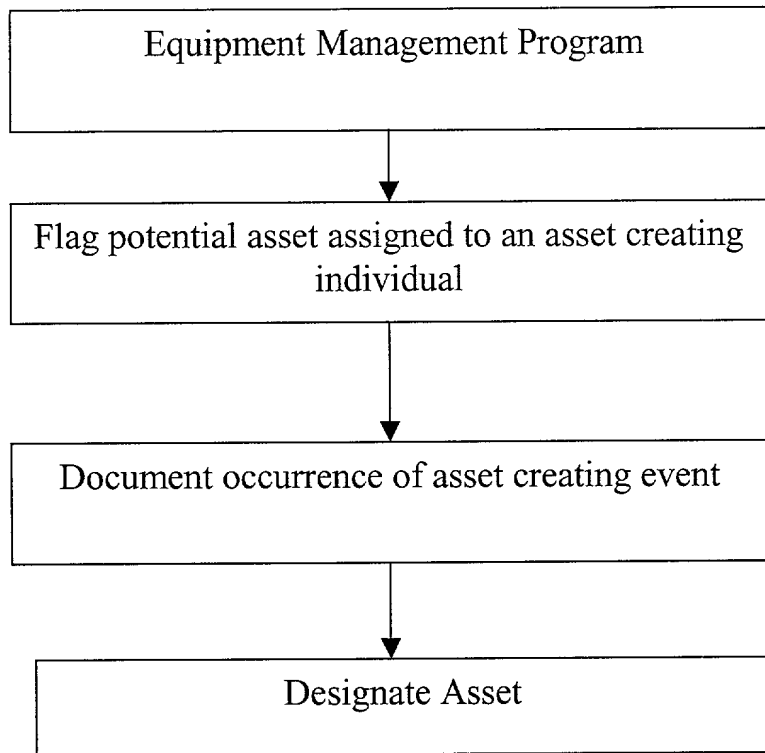 Equipment Management Program
Flag potential asset assigned to an asset creating
individual
Document occurrence of asset creating event
Designate Asset